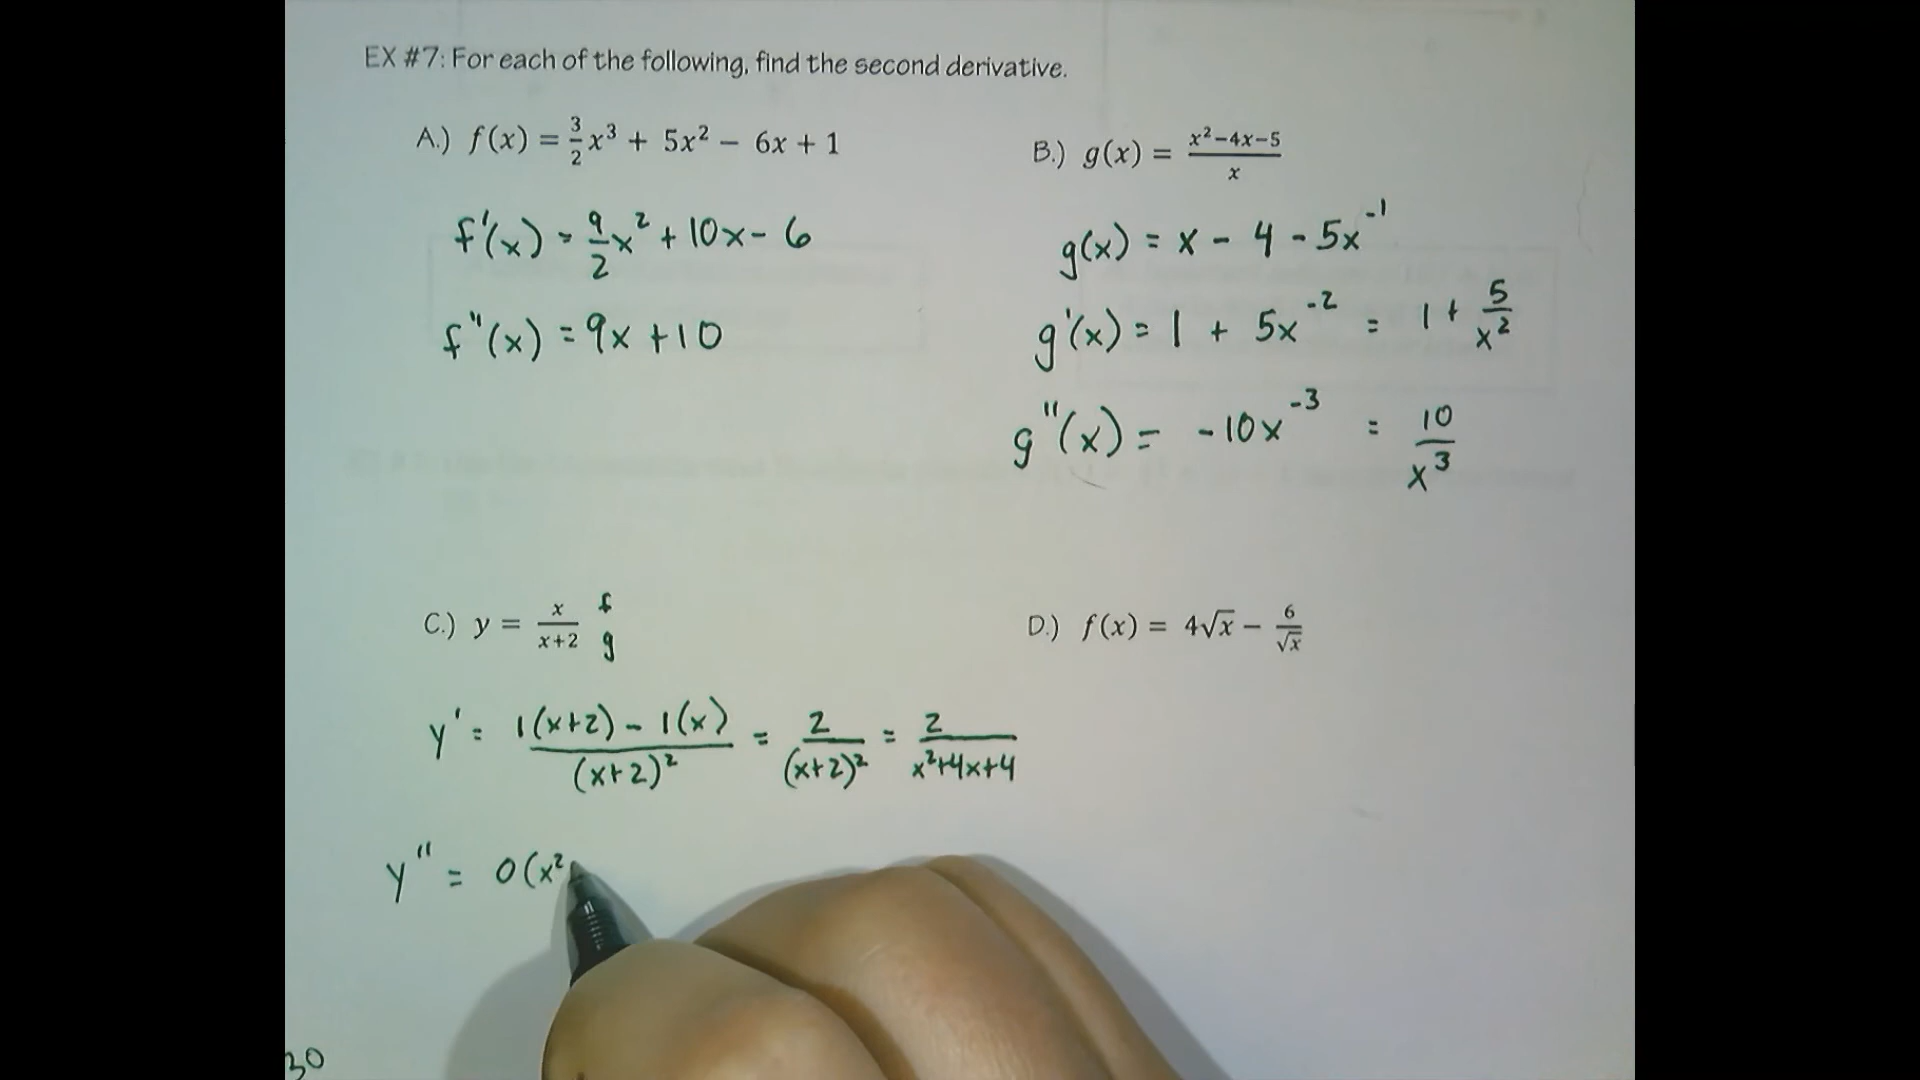 EX #7: For each of the following, find the second derivative.
A.) f(x) = 3/2 x³ + 5x² − 6x + 1
f'(x) = 9/2 x² + 10x - 6
f"(x) = 9x + 10
B.) g(x) = x²−4x−5 / x
g(x) = x - 4 - 5x⁻¹
g'(x) = 1 + 5x⁻² = 1 + 5/x²
g"(x) = -10x⁻³ = 10/x³
C.) y = x / x+2 f g
y' = 1(x+2) - 1(x) / (x+2)² = 2 / (x+2)² = 2 / x²+4x+4
y" = 0(x²
D.) f(x) = 4√x − 6/√x
30